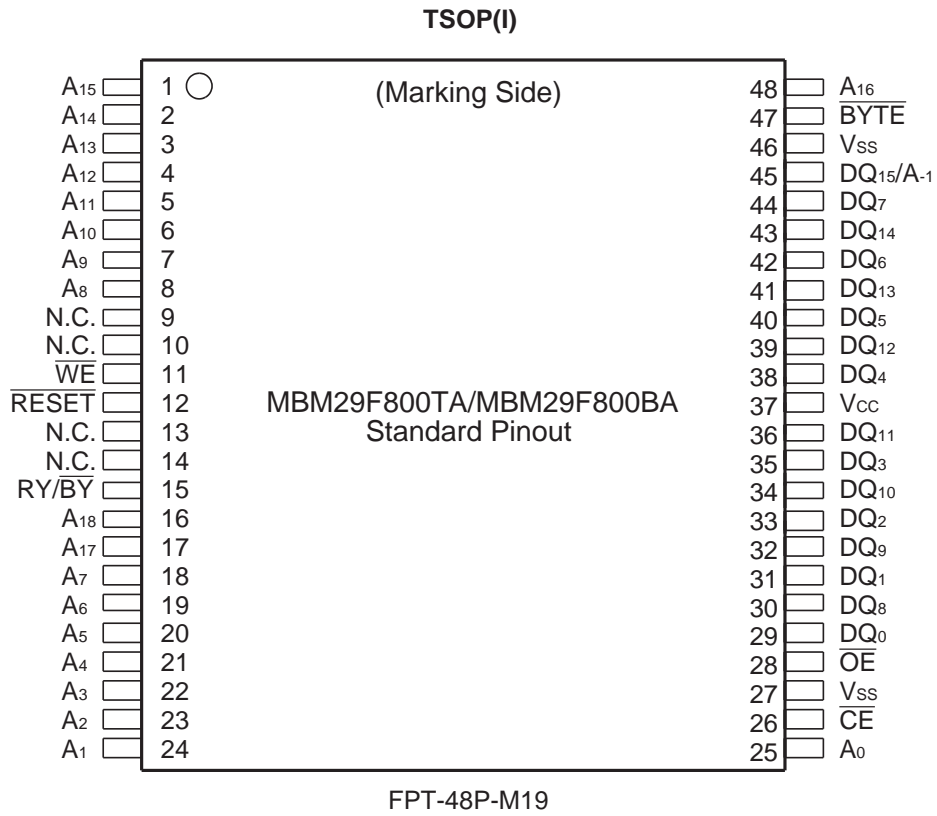 TSOP(I)
A15 1 (Marking Side) 48 A16
A14 2 47 BYTE
A13 3 46 VSS
A12 4 45 DQ15/A-1
A11 5 44 DQ7
A10 6 43 DQ14
A9 7 42 DQ6
A8 8 41 DQ13
N.C. 9 40 DQ5
N.C. 10 39 DQ12
WE 11 38 DQ4
RESET 12 MBM29F800TA/MBM29F800BA 37 VCC
N.C. 13 Standard Pinout 36 DQ11
N.C. 14 35 DQ3
RY/BY 15 34 DQ10
A18 16 33 DQ2
A17 17 32 DQ9
A7 18 31 DQ1
A6 19 30 DQ8
A5 20 29 DQ0
A4 21 28 OE
A3 22 27 VSS
A2 23 26 CE
A1 24 25 A0
FPT-48P-M19